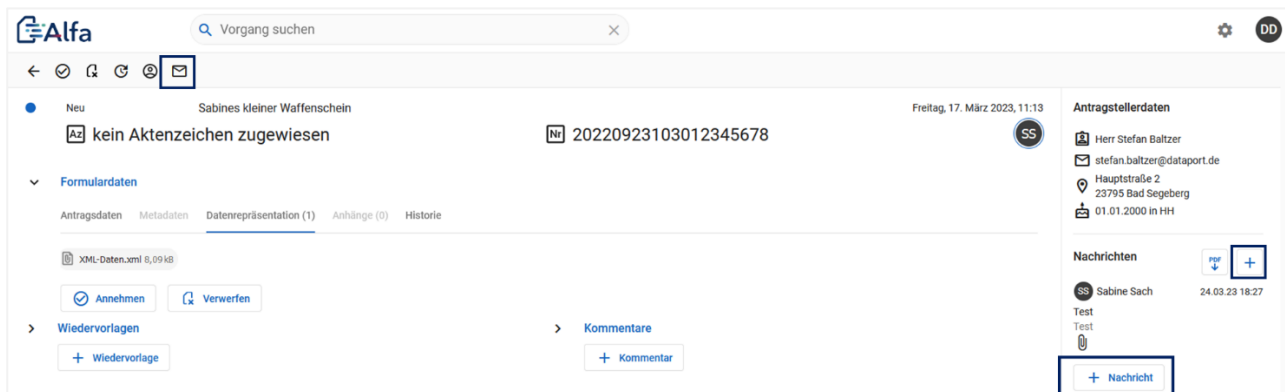 Alfa
Vorgang suchen
DD
Neu
Sabines kleiner Waffenschein
Freitag, 17. März 2023, 11:13
Az kein Aktenzeichen zugewiesen
Nr 20220923103012345678
SS
Formulardaten
Antragsdaten Metadaten Datenrepräsentation (1) Anhänge (0) Historie
XML-Daten.xml 8,09 kB
Annehmen Verwerfen
Wiedervorlagen
+ Wiedervorlage
Kommentare
+ Kommentar
Antragstellerdaten
Herr Stefan Baltzer
stefan.baltzer@dataport.de
Hauptstraße 2
23795 Bad Segeberg
01.01.2000 in HH
Nachrichten
PDF
+
SS Sabine Sach 24.03.23 18:27
Test
Test
+ Nachricht